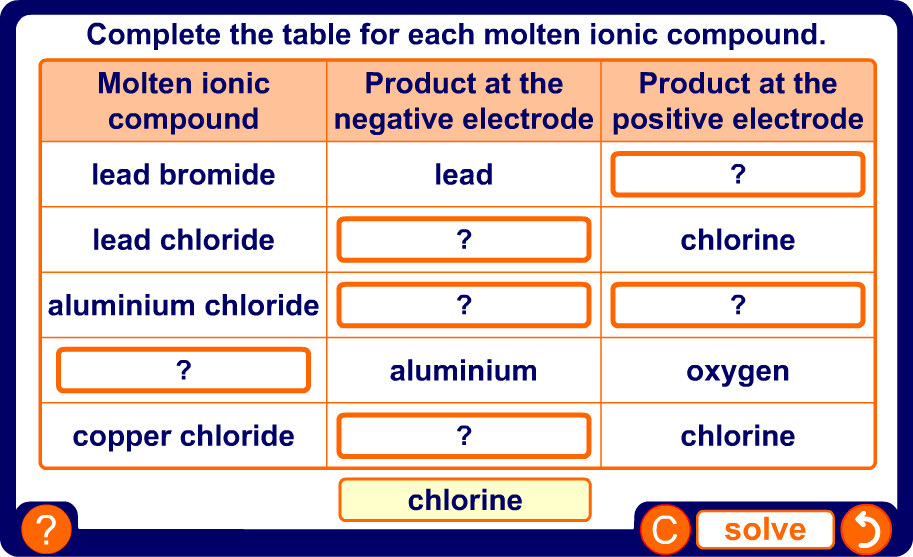 Complete the table for each molten ionic compound.
Molten ionic compound
Product at the negative electrode
Product at the positive electrode
lead bromide
lead
?
lead chloride
?
chlorine
aluminium chloride
?
?
?
aluminium
oxygen
copper chloride
?
chlorine
chlorine
?
C
solve